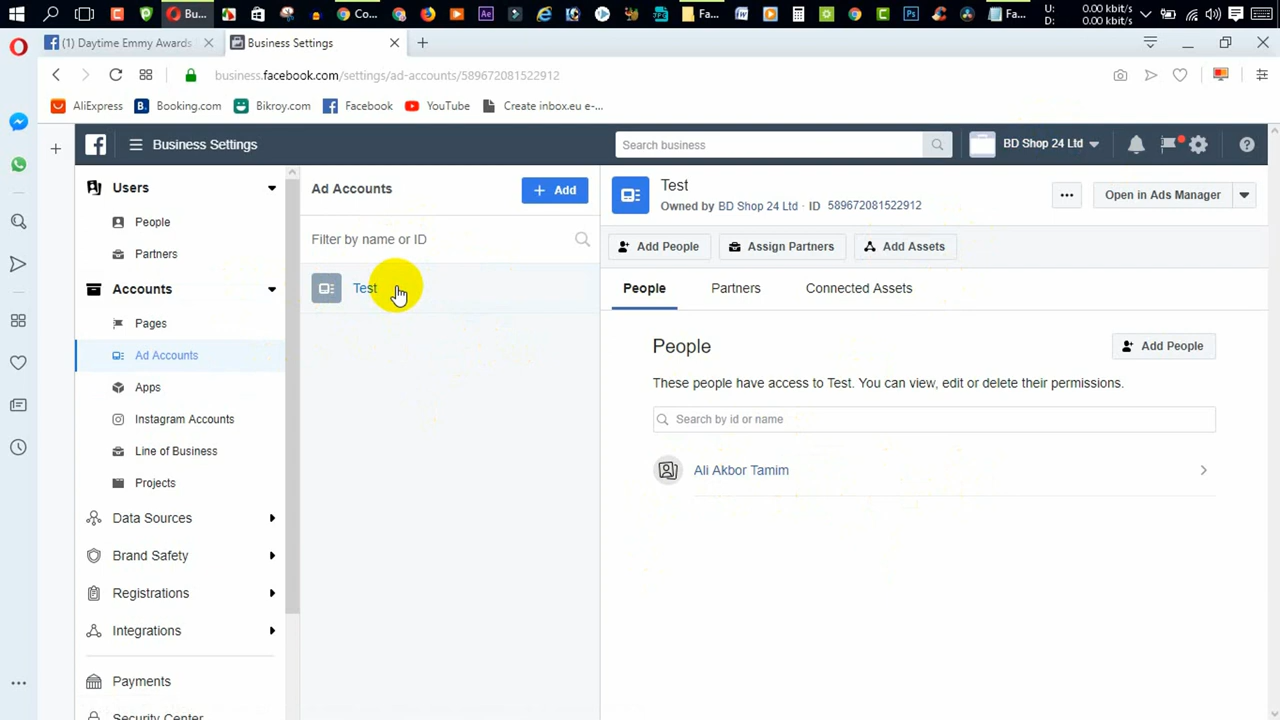 Bu...
Co...
Fa...
Fa...
U: 0.00 kbit/s
D: 0.00 kbit/s
(1) Daytime Emmy Awards
Business Settings
business.facebook.com/settings/ad-accounts/589672081522912
AliExpress
Booking.com
Bikroy.com
Facebook
YouTube
Create inbox.eu e-...
Business Settings
Search business
BD Shop 24 Ltd
Users
People
Partners
Accounts
Pages
Ad Accounts
Apps
Instagram Accounts
Line of Business
Projects
Data Sources
Brand Safety
Registrations
Integrations
Payments
Security Center
Ad Accounts
+ Add
Filter by name or ID
Test
Test
Owned by BD Shop 24 Ltd · ID 589672081522912
Open in Ads Manager
Add People
Assign Partners
Add Assets
People
Partners
Connected Assets
People
Add People
These people have access to Test. You can view, edit or delete their permissions.
Search by id or name
Ali Akbor Tamim